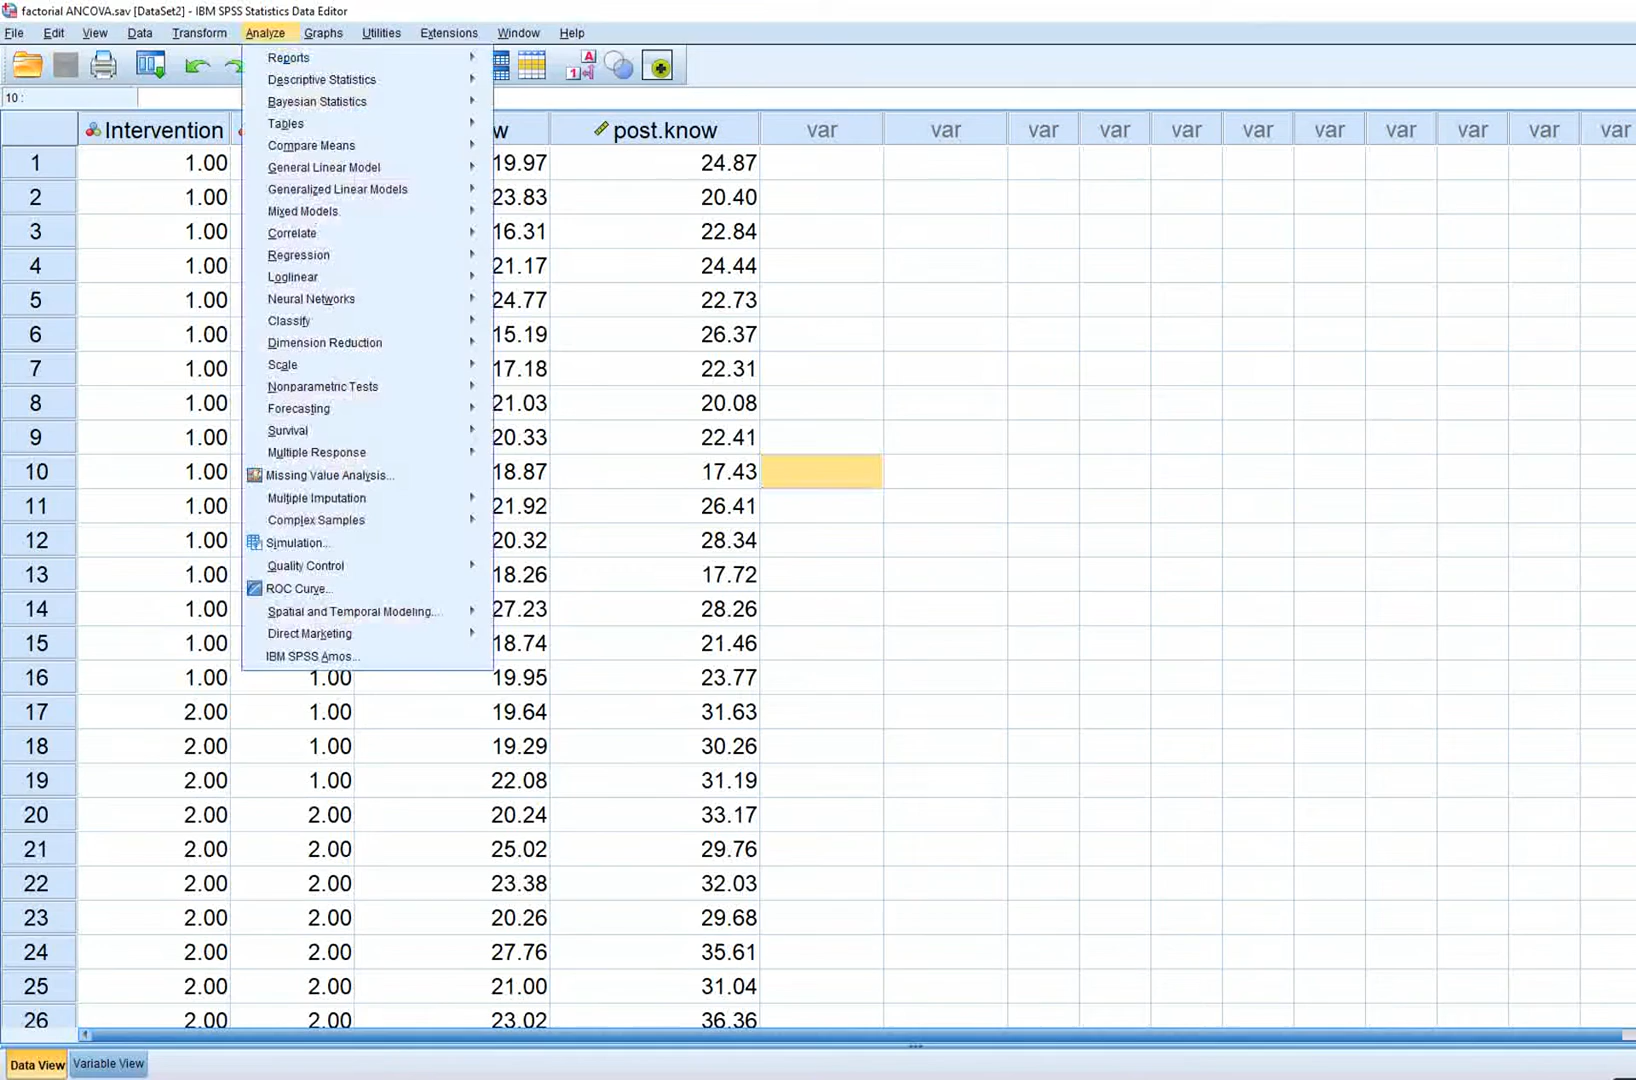 factorial ANCOVA.sav [DataSet2] - IBM SPSS Statistics Data Editor
File Edit View Data Transform Analyze Graphs Utilities Extensions Window Help
10 :
Reports
Descriptive Statistics
Bayesian Statistics
Tables
Compare Means
General Linear Model
Generalized Linear Models
Mixed Models
Correlate
Regression
Loglinear
Neural Networks
Classify
Dimension Reduction
Scale
Nonparametric Tests
Forecasting
Survival
Multiple Response
Missing Value Analysis...
Multiple Imputation
Complex Samples
Simulation...
Quality Control
ROC Curve...
Spatial and Temporal Modeling...
Direct Marketing
IBM SPSS Amos...
Intervention w post.know var var var var var var var var var var
1 1.00 19.97 24.87
2 1.00 23.83 20.40
3 1.00 16.31 22.84
4 1.00 21.17 24.44
5 1.00 24.77 22.73
6 1.00 15.19 26.37
7 1.00 17.18 22.31
8 1.00 21.03 20.08
9 1.00 20.33 22.41
10 1.00 18.87 17.43
11 1.00 21.92 26.41
12 1.00 20.32 28.34
13 1.00 18.26 17.72
14 1.00 27.23 28.26
15 1.00 18.74 21.46
16 1.00 1.00 19.95 23.77
17 2.00 1.00 19.64 31.63
18 2.00 1.00 19.29 30.26
19 2.00 1.00 22.08 31.19
20 2.00 2.00 20.24 33.17
21 2.00 2.00 25.02 29.76
22 2.00 2.00 23.38 32.03
23 2.00 2.00 20.26 29.68
24 2.00 2.00 27.76 35.61
25 2.00 2.00 21.00 31.04
26 2.00 2.00 23.02 36.36
Data View Variable View